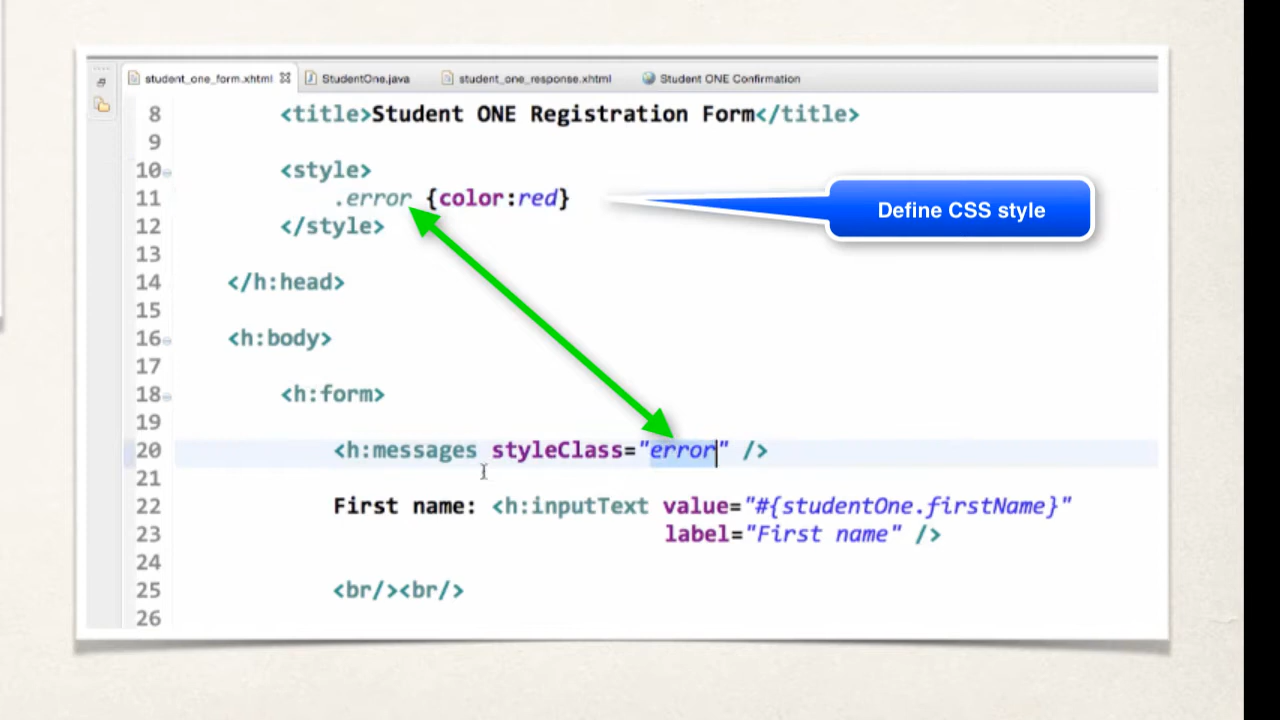 student_one_form.xhtml StudentOne.java student_one_response.xhtml Student ONE Confirmation
8 <title>Student ONE Registration Form</title>
9
10 <style>
11 .error {color:red}
Define CSS style
12 </style>
13
14 </h:head>
15
16 <h:body>
17
18 <h:form>
19
20 <h:messages styleClass="error" />
21
22 First name: <h:inputText value="#{studentOne.firstName}"
23 label="First name" />
24
25 <br/><br/>
26